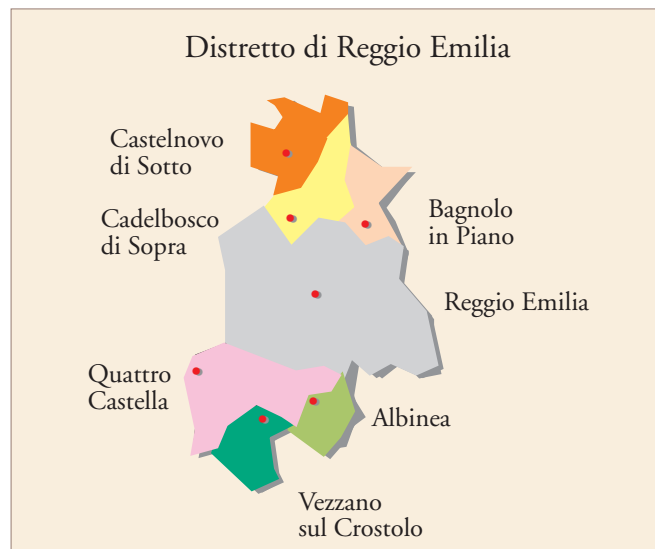 Distretto di Reggio Emilia
Castelnovo
di Sotto
Cadelbosco
di Sopra
Bagnolo
in Piano
Reggio Emilia
Quattro
Castella
Albinea
Vezzano
sul Crostolo